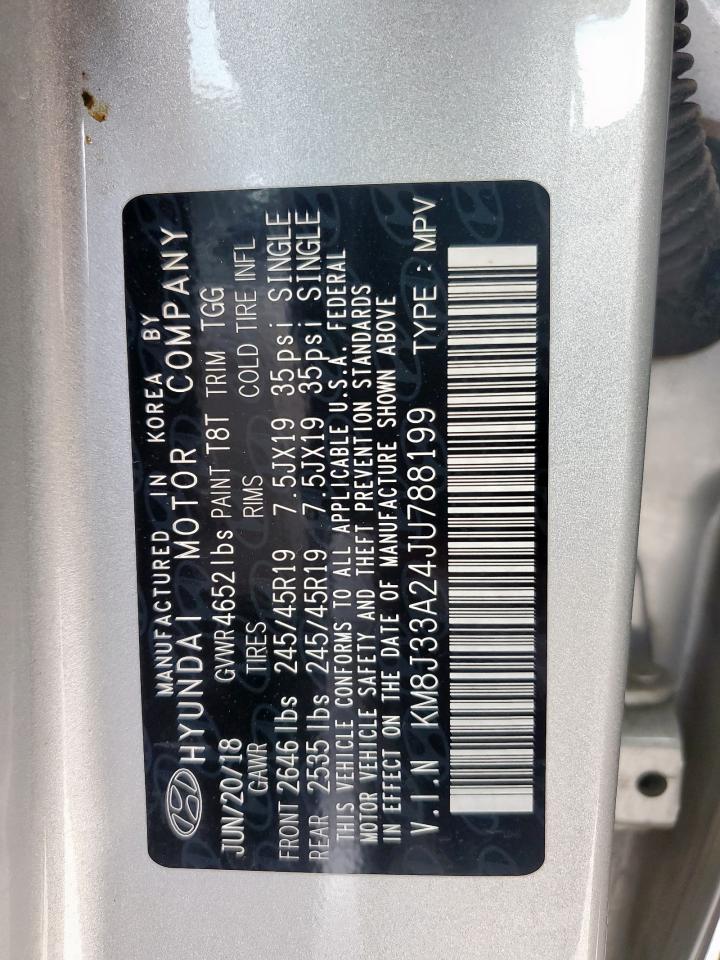 MANUFACTURED IN KOREA BY
HYUNDAI MOTOR COMPANY
JUN/20/18 GVWR 4652 lbs PAINT T8T TRIM TGG
GAWR TIRES RIMS COLD TIRE INFL
FRONT 2646 lbs 245/45R19 7.5JX19 35psi SINGLE
REAR 2535 lbs 245/45R19 7.5JX19 35psi SINGLE
THIS VEHICLE CONFORMS TO ALL APPLICABLE U.S.A. FEDERAL
MOTOR VEHICLE SAFETY AND THEFT PREVENTION STANDARDS
IN EFFECT ON THE DATE OF MANUFACTURE SHOWN ABOVE
V.I.N KM8J33A24JU788199 TYPE : MPV